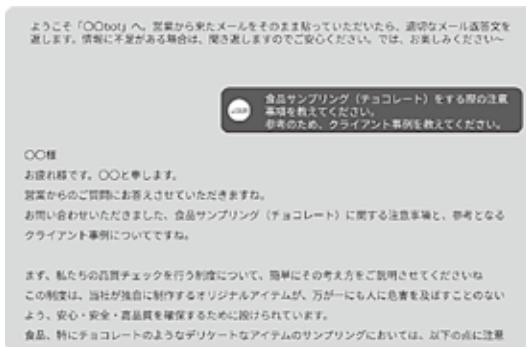 ようこそ「〇〇bot」へ。営業から来たメールをそのまま貼っていただいたら、適切なメール返答文を
返します。情報に不足がある場合は、聞き返しますのでご安心ください。では、お楽しみください〜
食品サンプリング（チョコレート）をする際の注意
事項を教えてください。
参考のため、クライアント事例を教えてください。
〇〇様
お疲れ様です。〇〇と申します。
営業からのご質問にお答えさせていただきますね。
お問い合わせいただきました、食品サンプリング（チョコレート）に関する注意事項と、参考となる
クライアント事例についてですね。
まず、私たちの品質チェックを行う制度について、簡単にその考え方をご説明させてくださいね
この制度は、当社が独自に制作するオリジナルアイテムが、万が一にも人に危害を及ぼすことのない
よう、安心・安全・高品質を確保するために設けられています。
食品、特にチョコレートのようなデリケートなアイテムのサンプリングにおいては、以下の点に注意